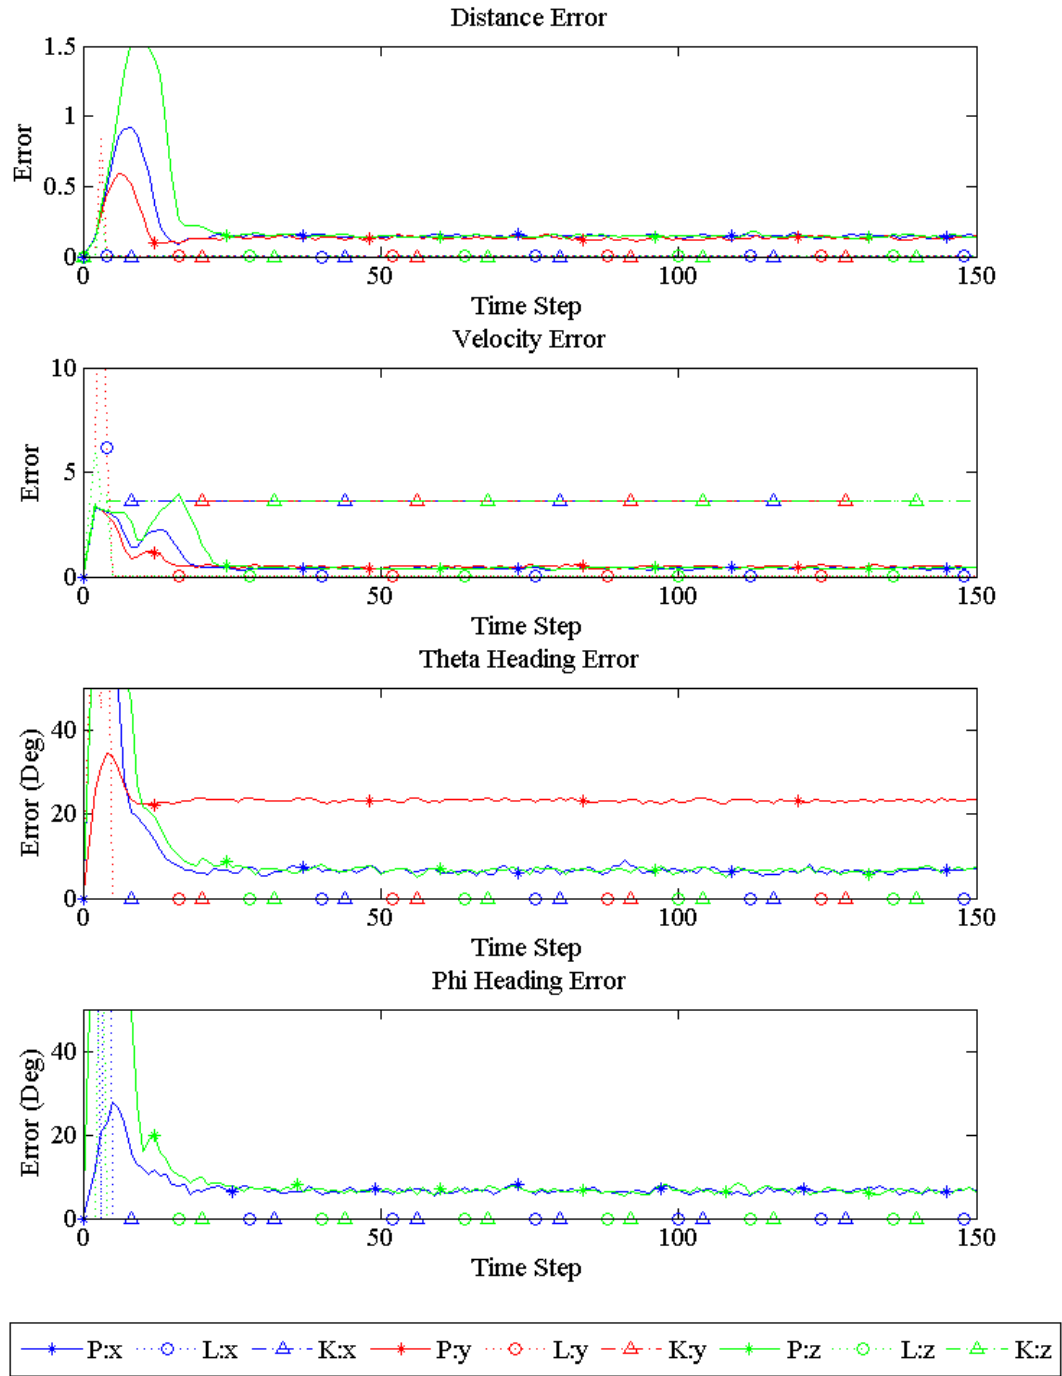 Distance Error
1.5
1
0.5
0
Error
0 50 100 150
Time Step
Velocity Error
10
5
0
Error
0 50 100 150
Time Step
Theta Heading Error
40
20
0
Error (Deg)
0 50 100 150
Time Step
Phi Heading Error
40
20
0
Error (Deg)
0 50 100 150
Time Step
P:x L:x K:x P:y L:y K:y P:z L:z K:z